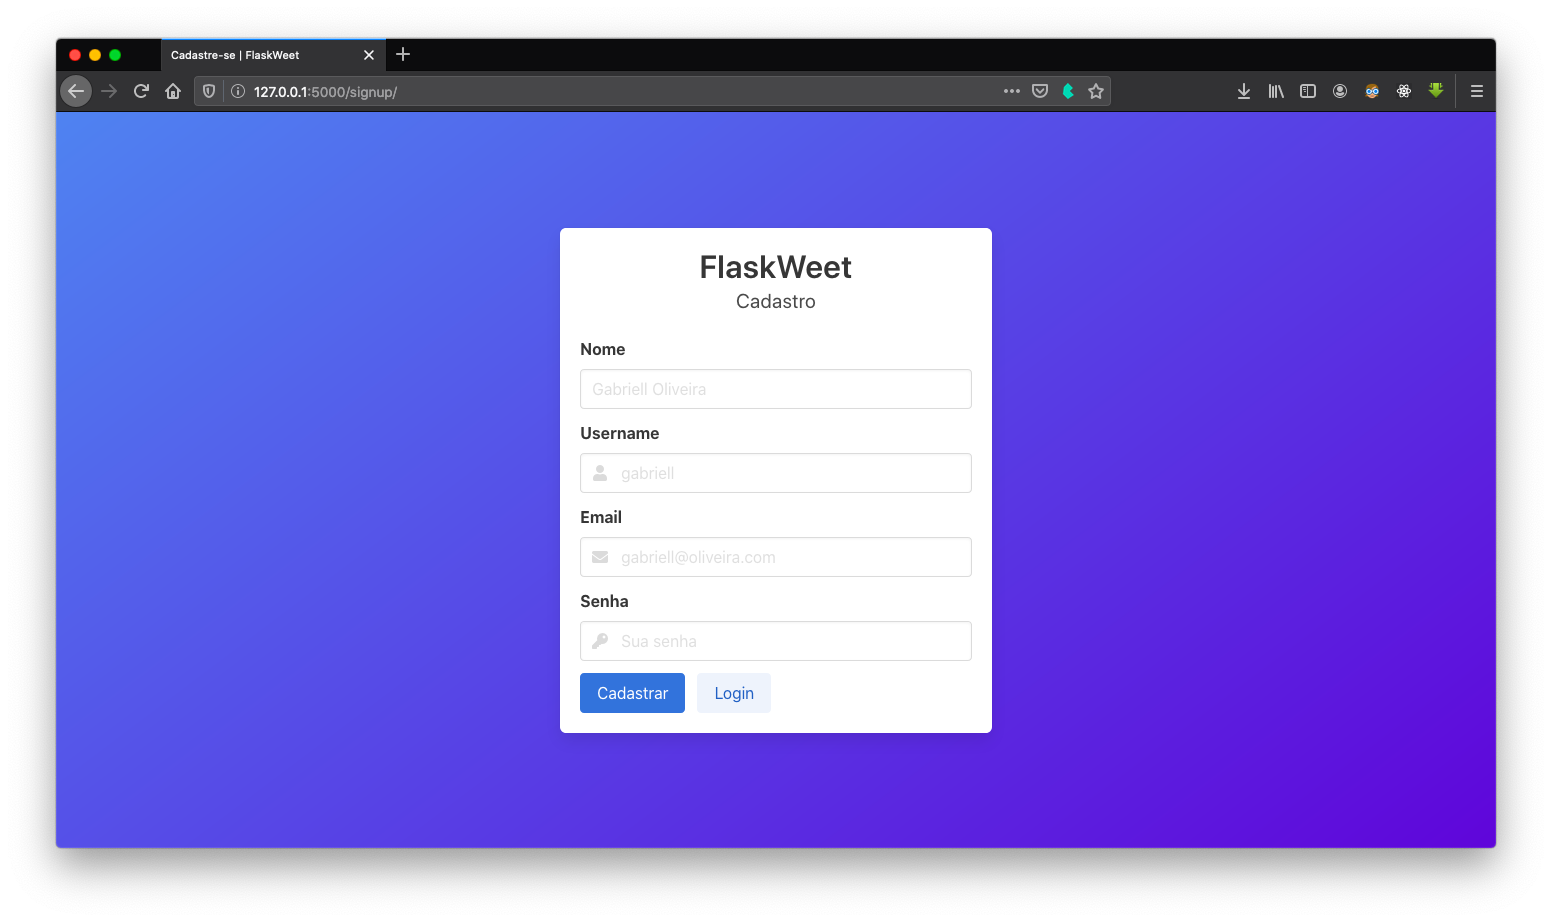 Cadastre-se | FlaskWeet
127.0.0.1:5000/signup/
FlaskWeet
Cadastro
Nome
Gabriell Oliveira
Username
gabriell
Email
gabriell@oliveira.com
Senha
Sua senha
Cadastrar
Login